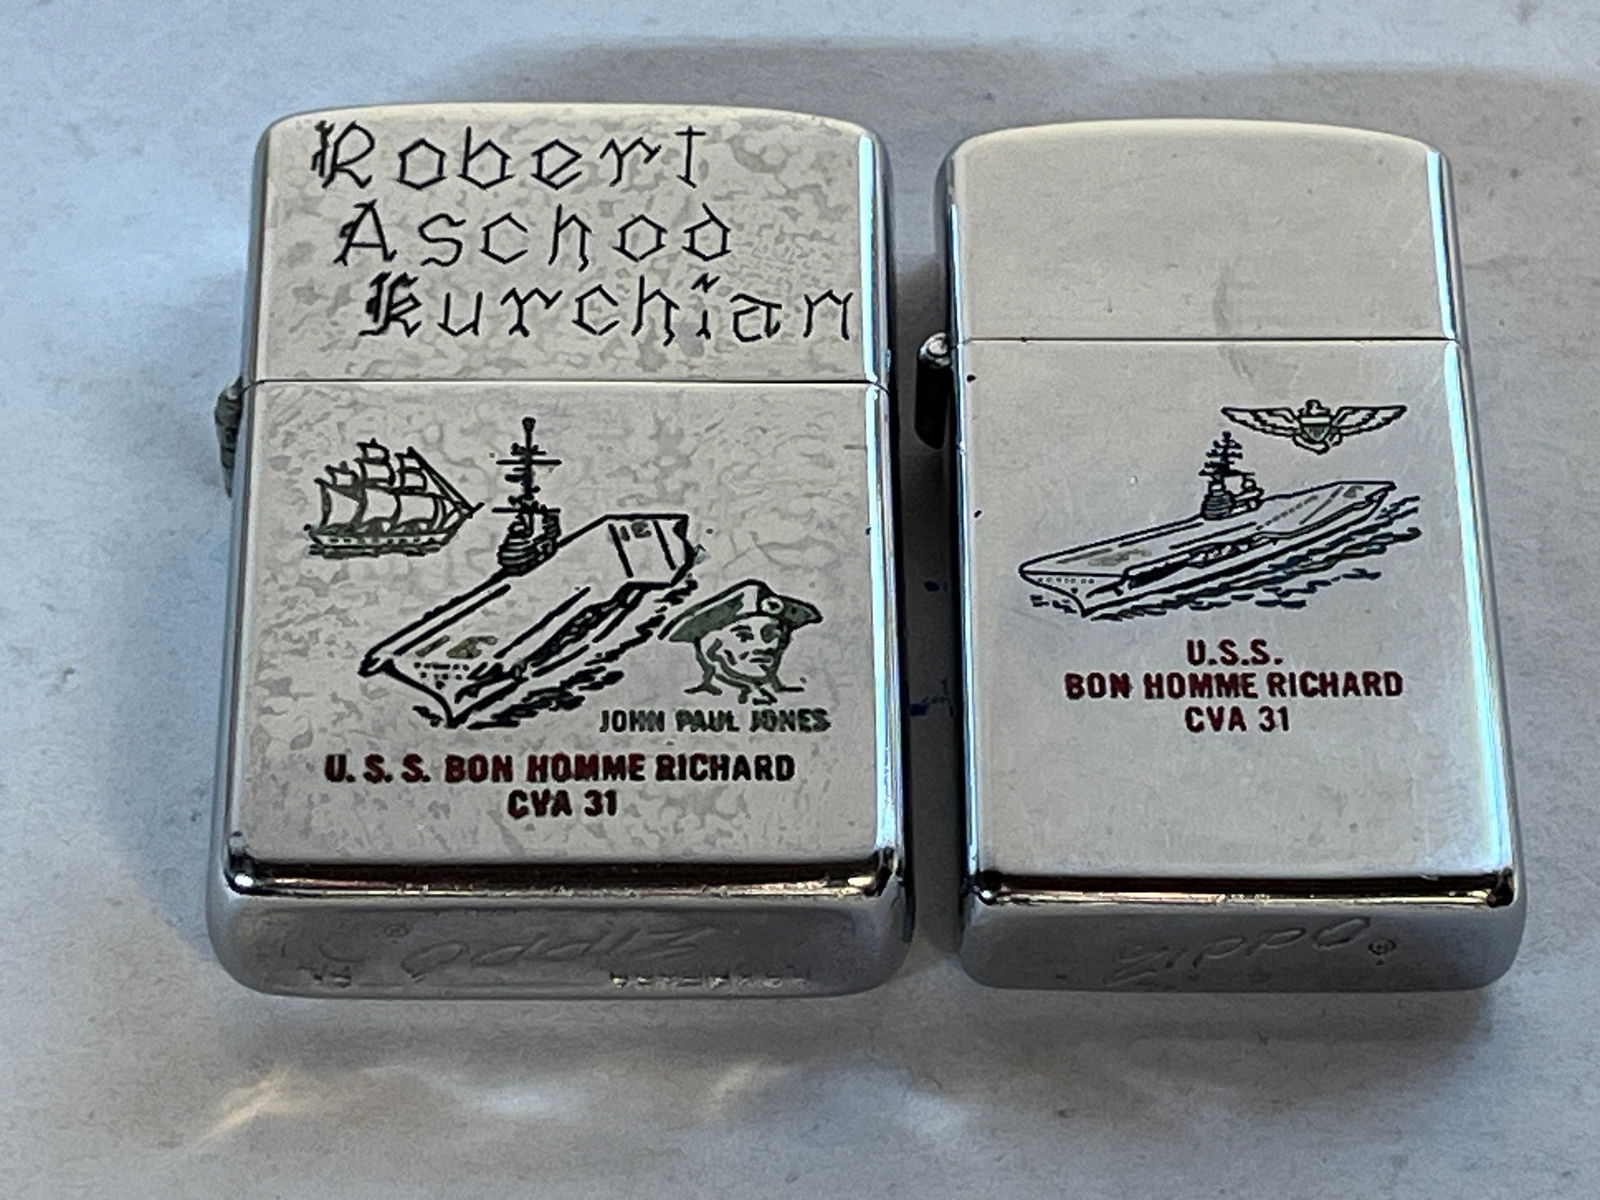 Robert
Aschod
Kurchian
JOHN PAUL JONES
U. S. S. BON HOMME RICHARD
CVA 31
Zippo
®
U.S.S.
BON HOMME RICHARD
CVA 31
Zippo
®